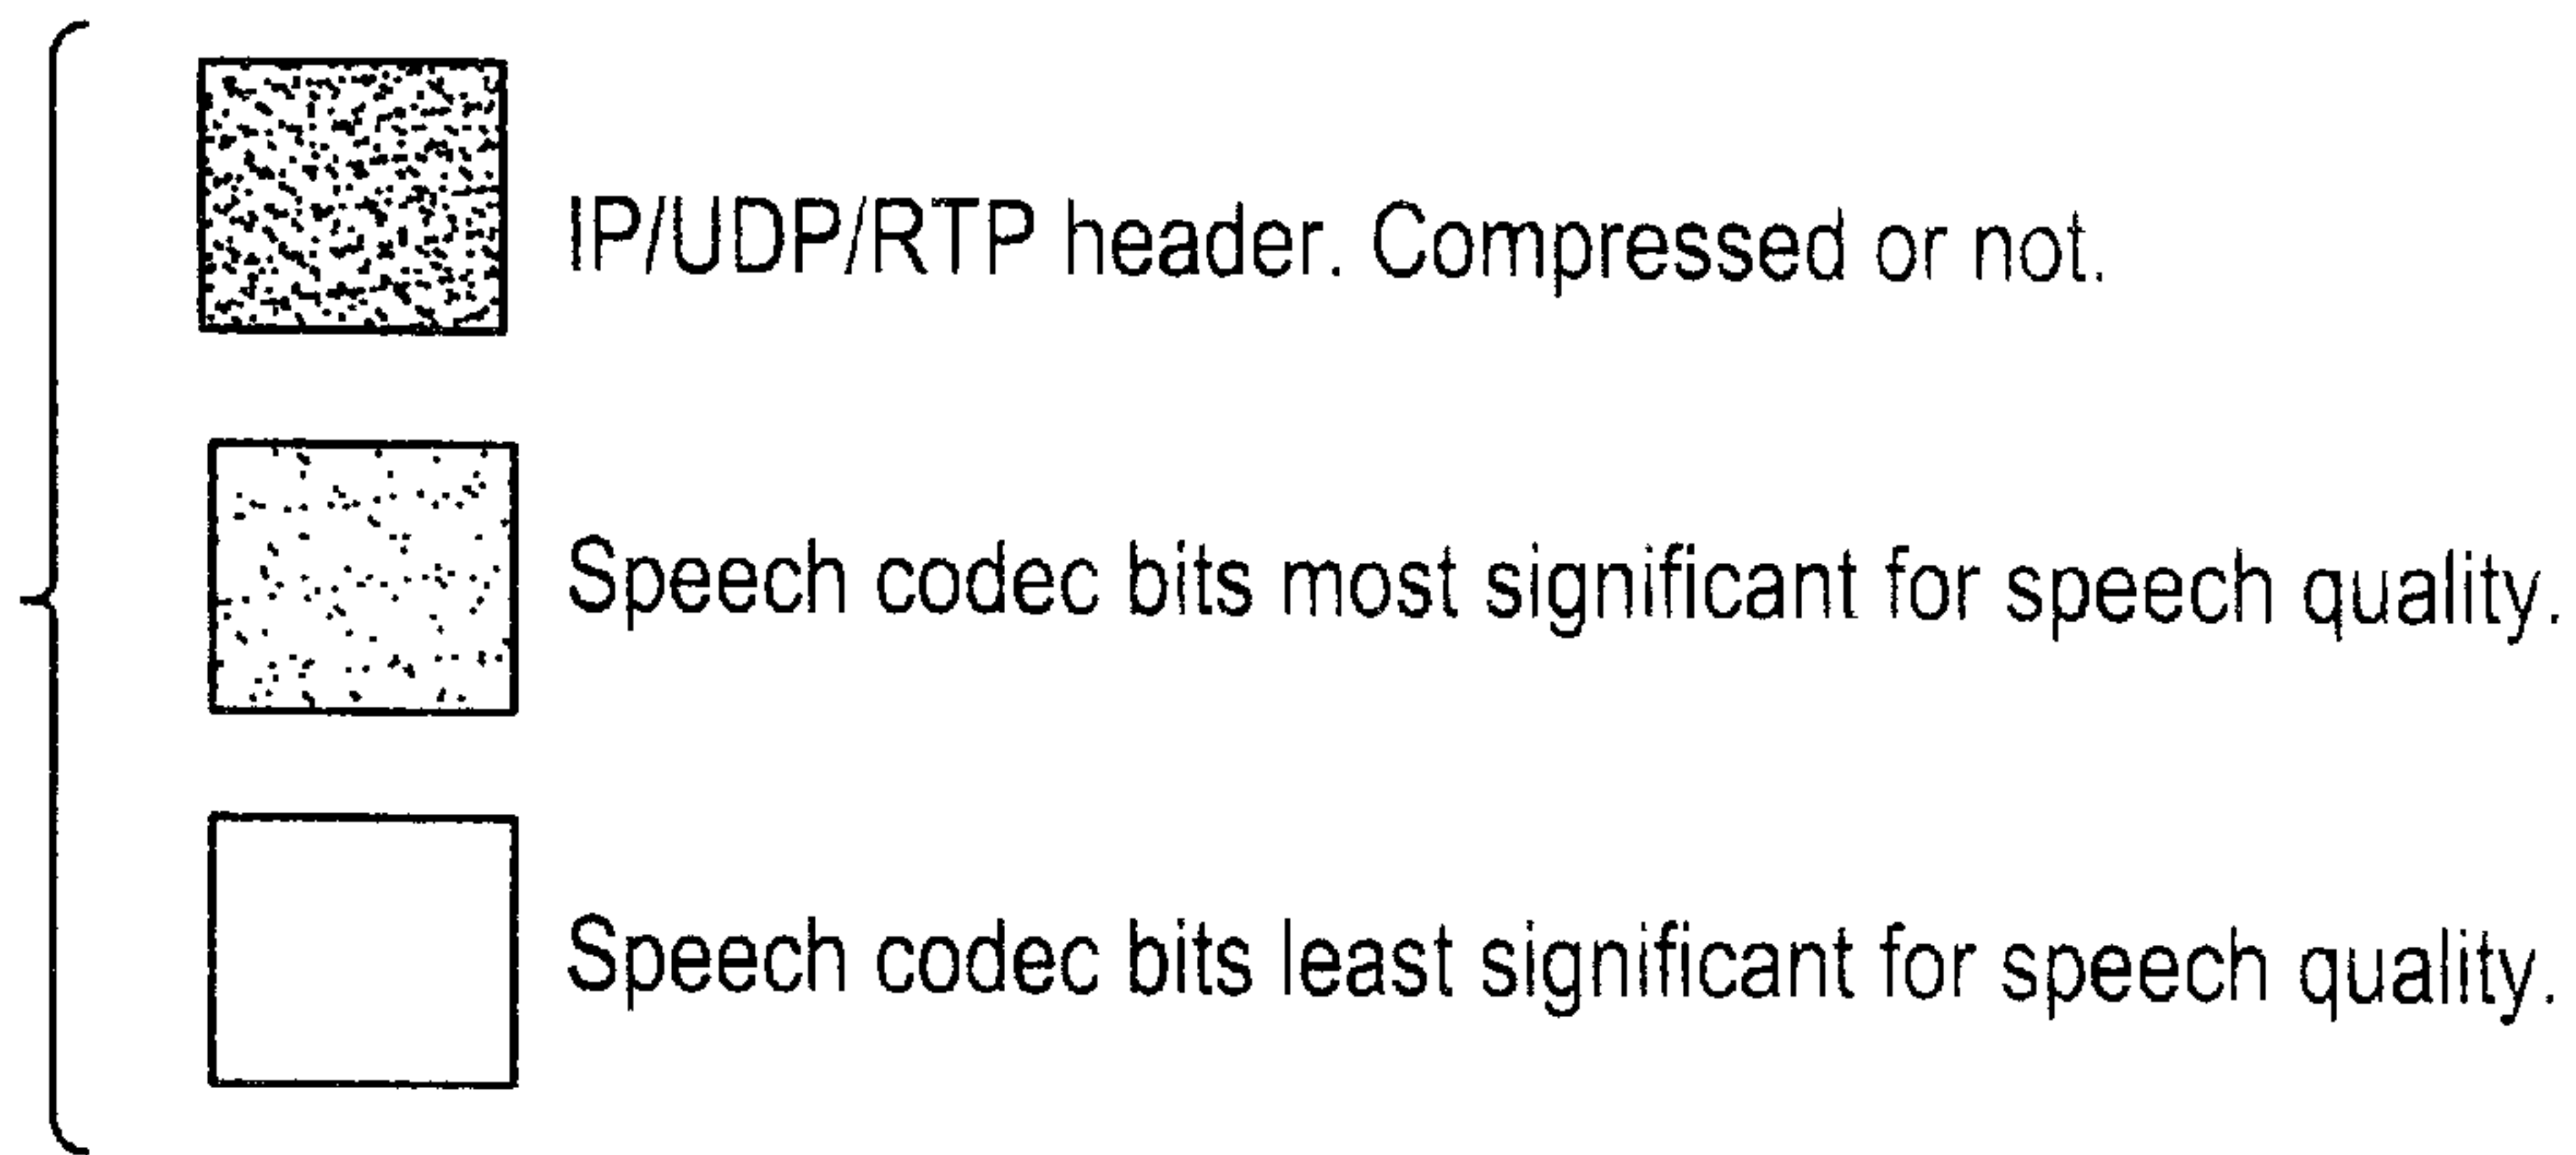 IP/UDP/RTP header. Compressed or not.
Speech codec bits most significant for speech quality.
Speech codec bits least significant for speech quality.